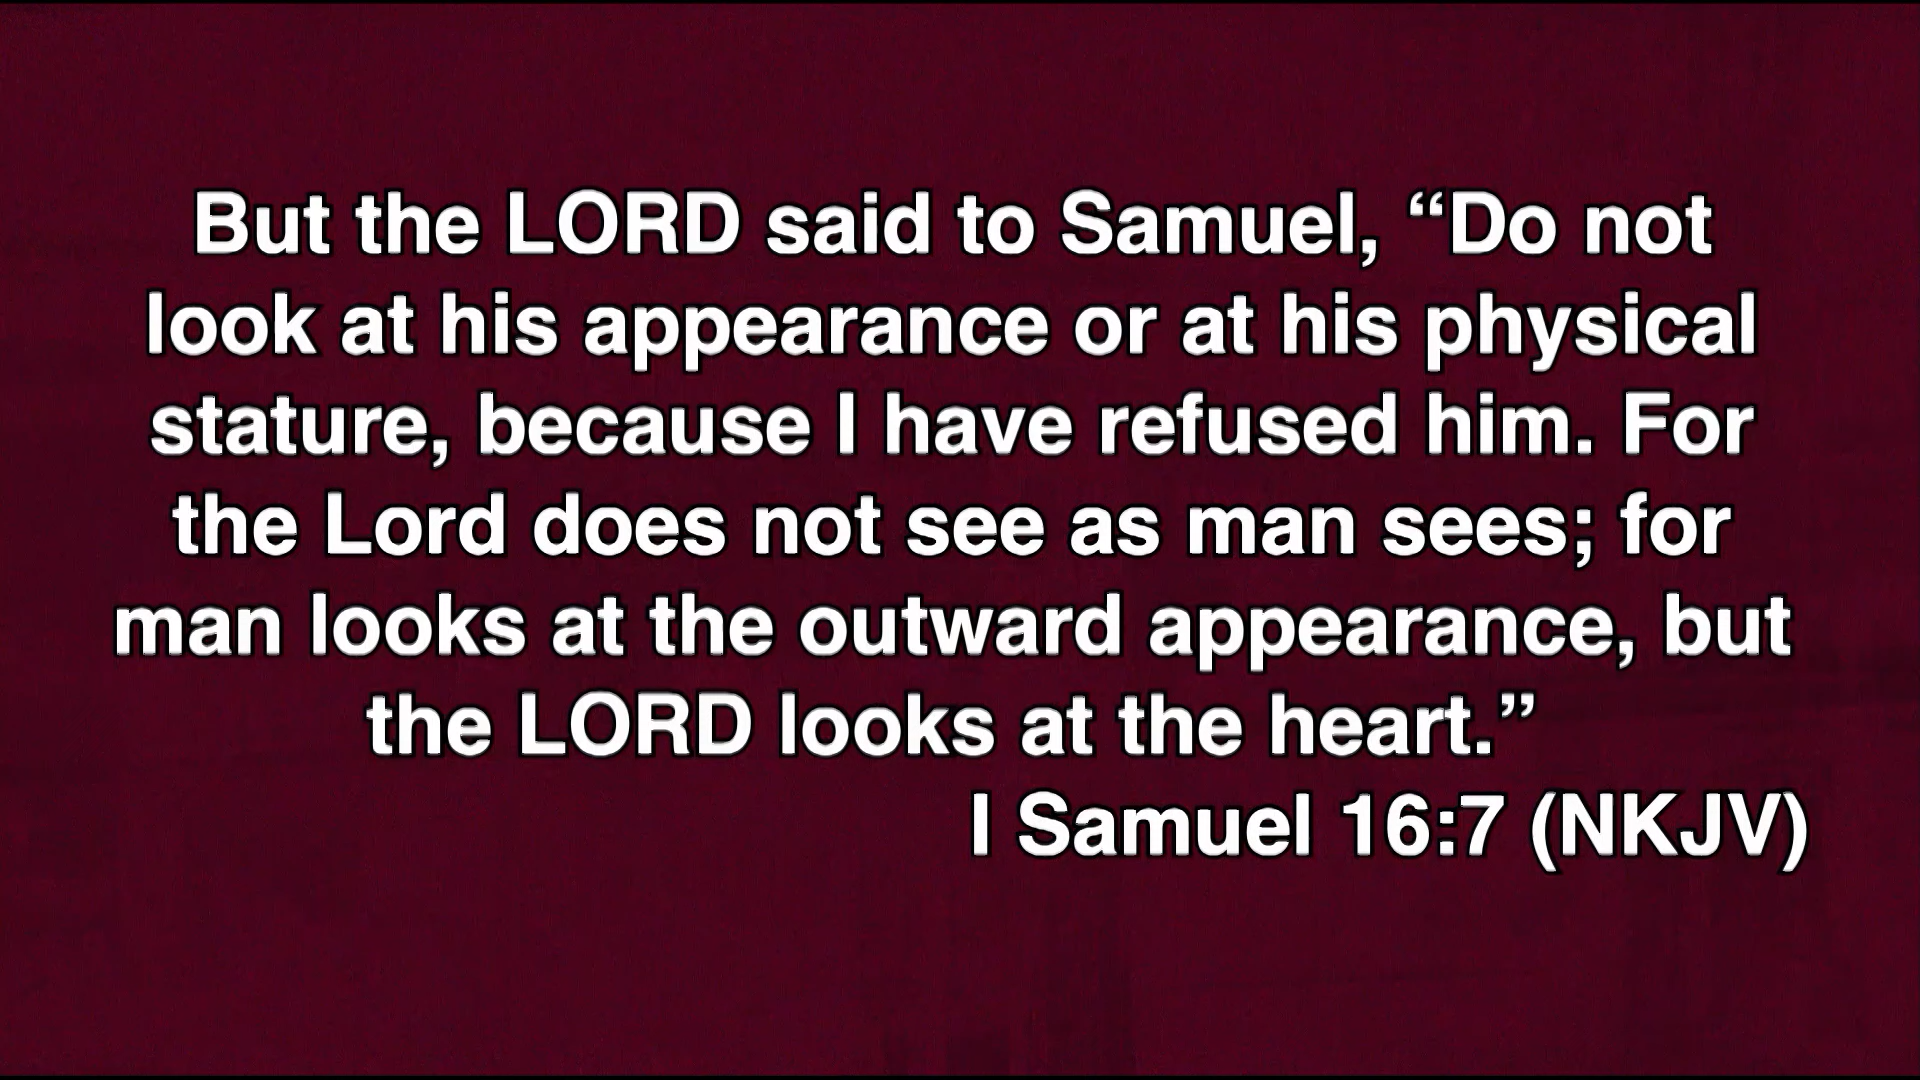 But the LORD said to Samuel, “Do not
look at his appearance or at his physical
stature, because I have refused him. For
the Lord does not see as man sees; for
man looks at the outward appearance, but
the LORD looks at the heart.”
I Samuel 16:7 (NKJV)